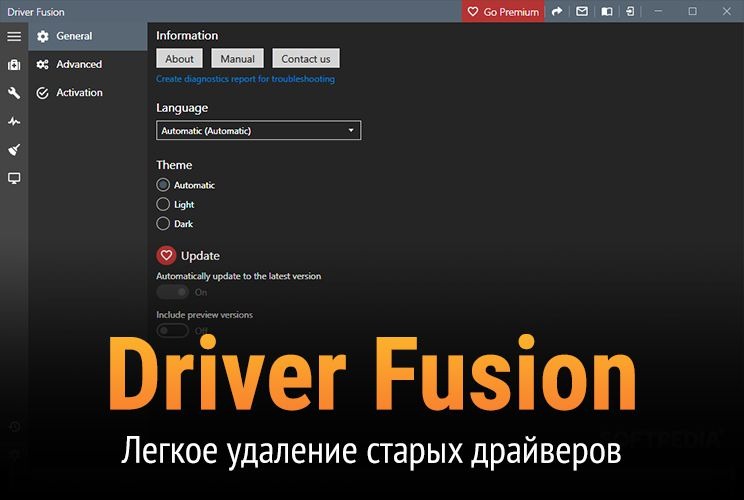 Driver Fusion
Go Premium
General
Advanced
Activation
Information
About
Manual
Contact us
Create diagnostics report for troubleshooting
Language
Automatic (Automatic)
Theme
Automatic
Light
Dark
Update
Automatically update to the latest version
On
Include preview versions
Off
Driver Fusion
Легкое удаление старых драйверов